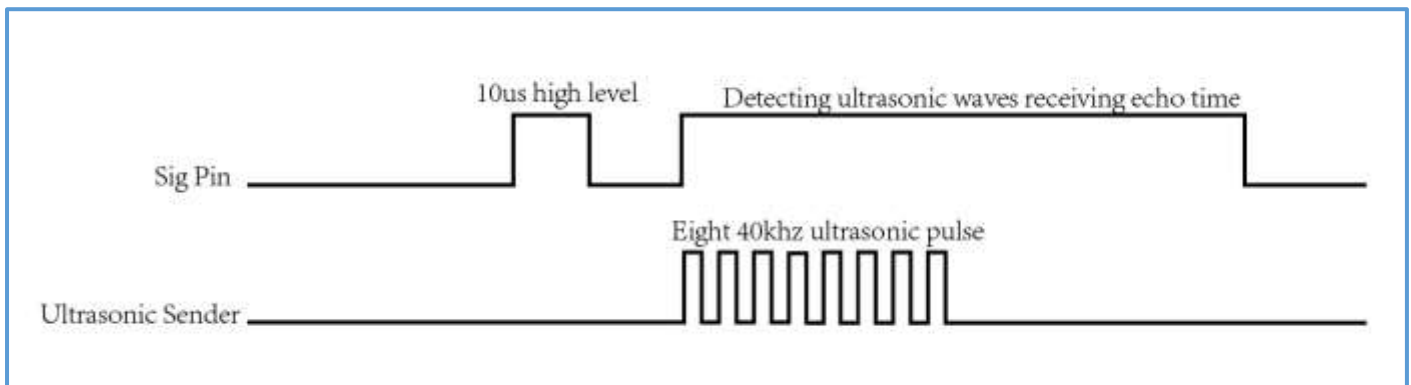 10us high level
Detecting ultrasonic waves receiving echo time
Sig Pin
Eight 40khz ultrasonic pulse
Ultrasonic Sender